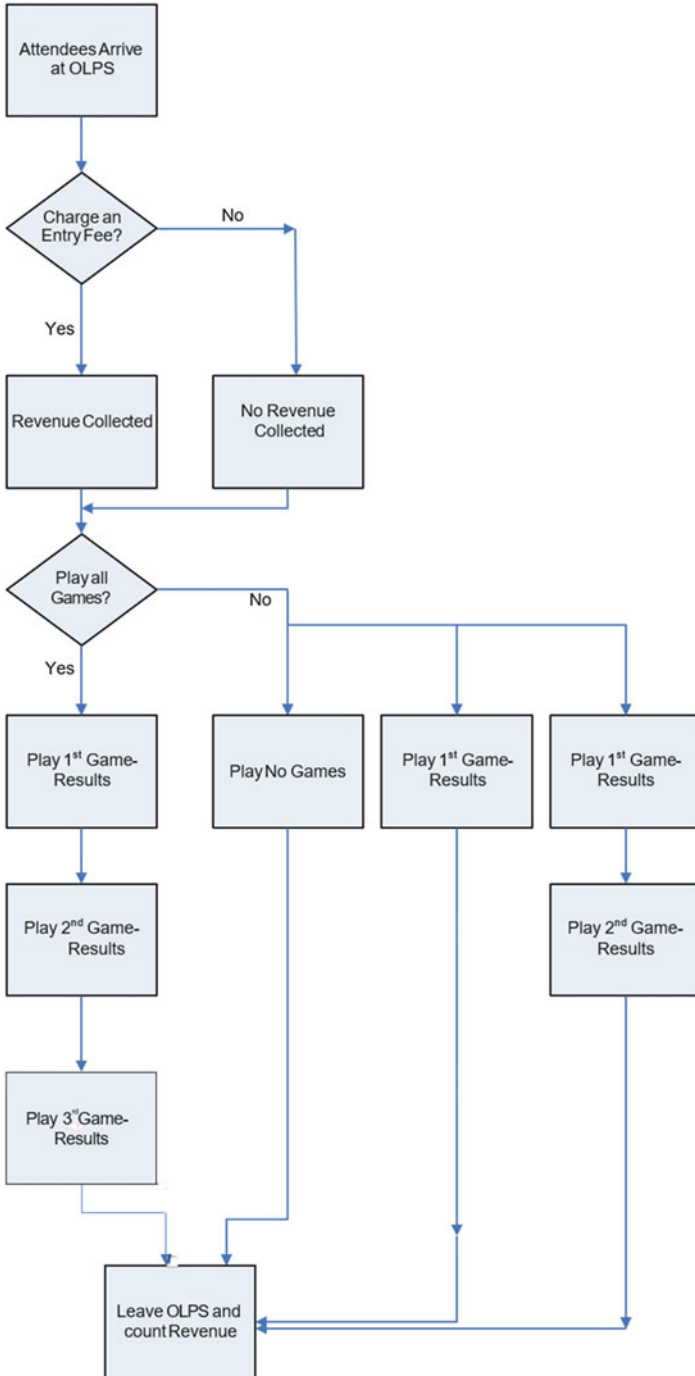 Attendees Arrive
at OLPS
Charge an
Entry Fee?
No
Yes
Revenue Collected
No Revenue
Collected
Play all
Games?
No
Yes
Play 1st Game-
Results
Play No Games
Play 1st Game-
Results
Play 1st Game-
Results
Play 2nd Game-
Results
Play 2nd Game-
Results
Play 3rd Game-
Results
Leave OLPS and
count Revenue